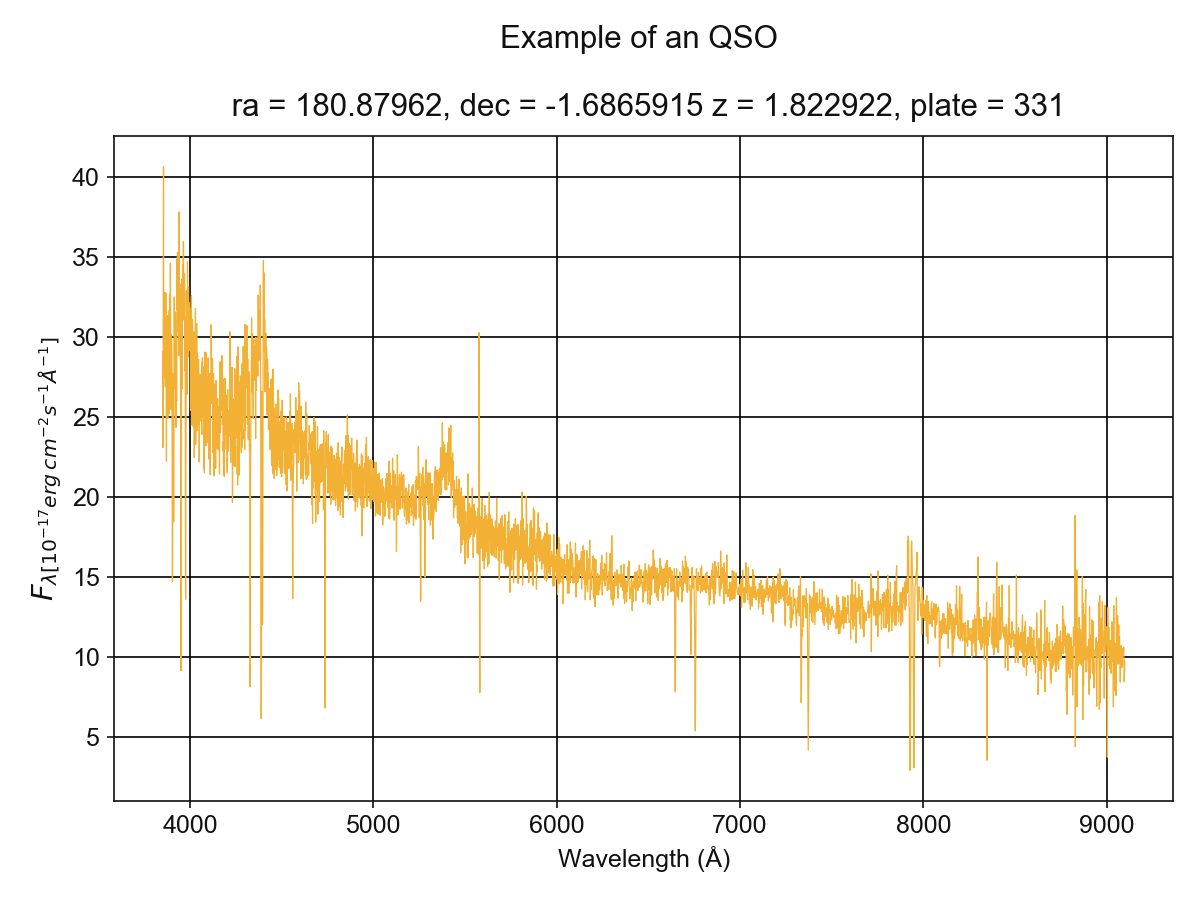 Example of an QSO
ra = 180.87962, dec = -1.6865915 z = 1.822922, plate = 331
40
35
30
25
20
15
10
5
F_λ[10⁻¹⁷ erg cm⁻² s⁻¹ Å⁻¹]
4000 5000 6000 7000 8000 9000
Wavelength (Å)